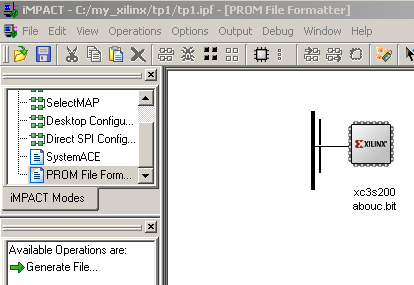 iMPACT - C:/my_xilinx/tp1/tp1.ipf - [PROM File Formatter]
File Edit View Operations Options Output Debug Window Help
SelectMAP
Desktop Configu...
Direct SPI Config...
SystemACE
PROM File Form...
iMPACT Modes
XILINX
xc3s200
abouc.bit
Available Operations are:
Generate File...